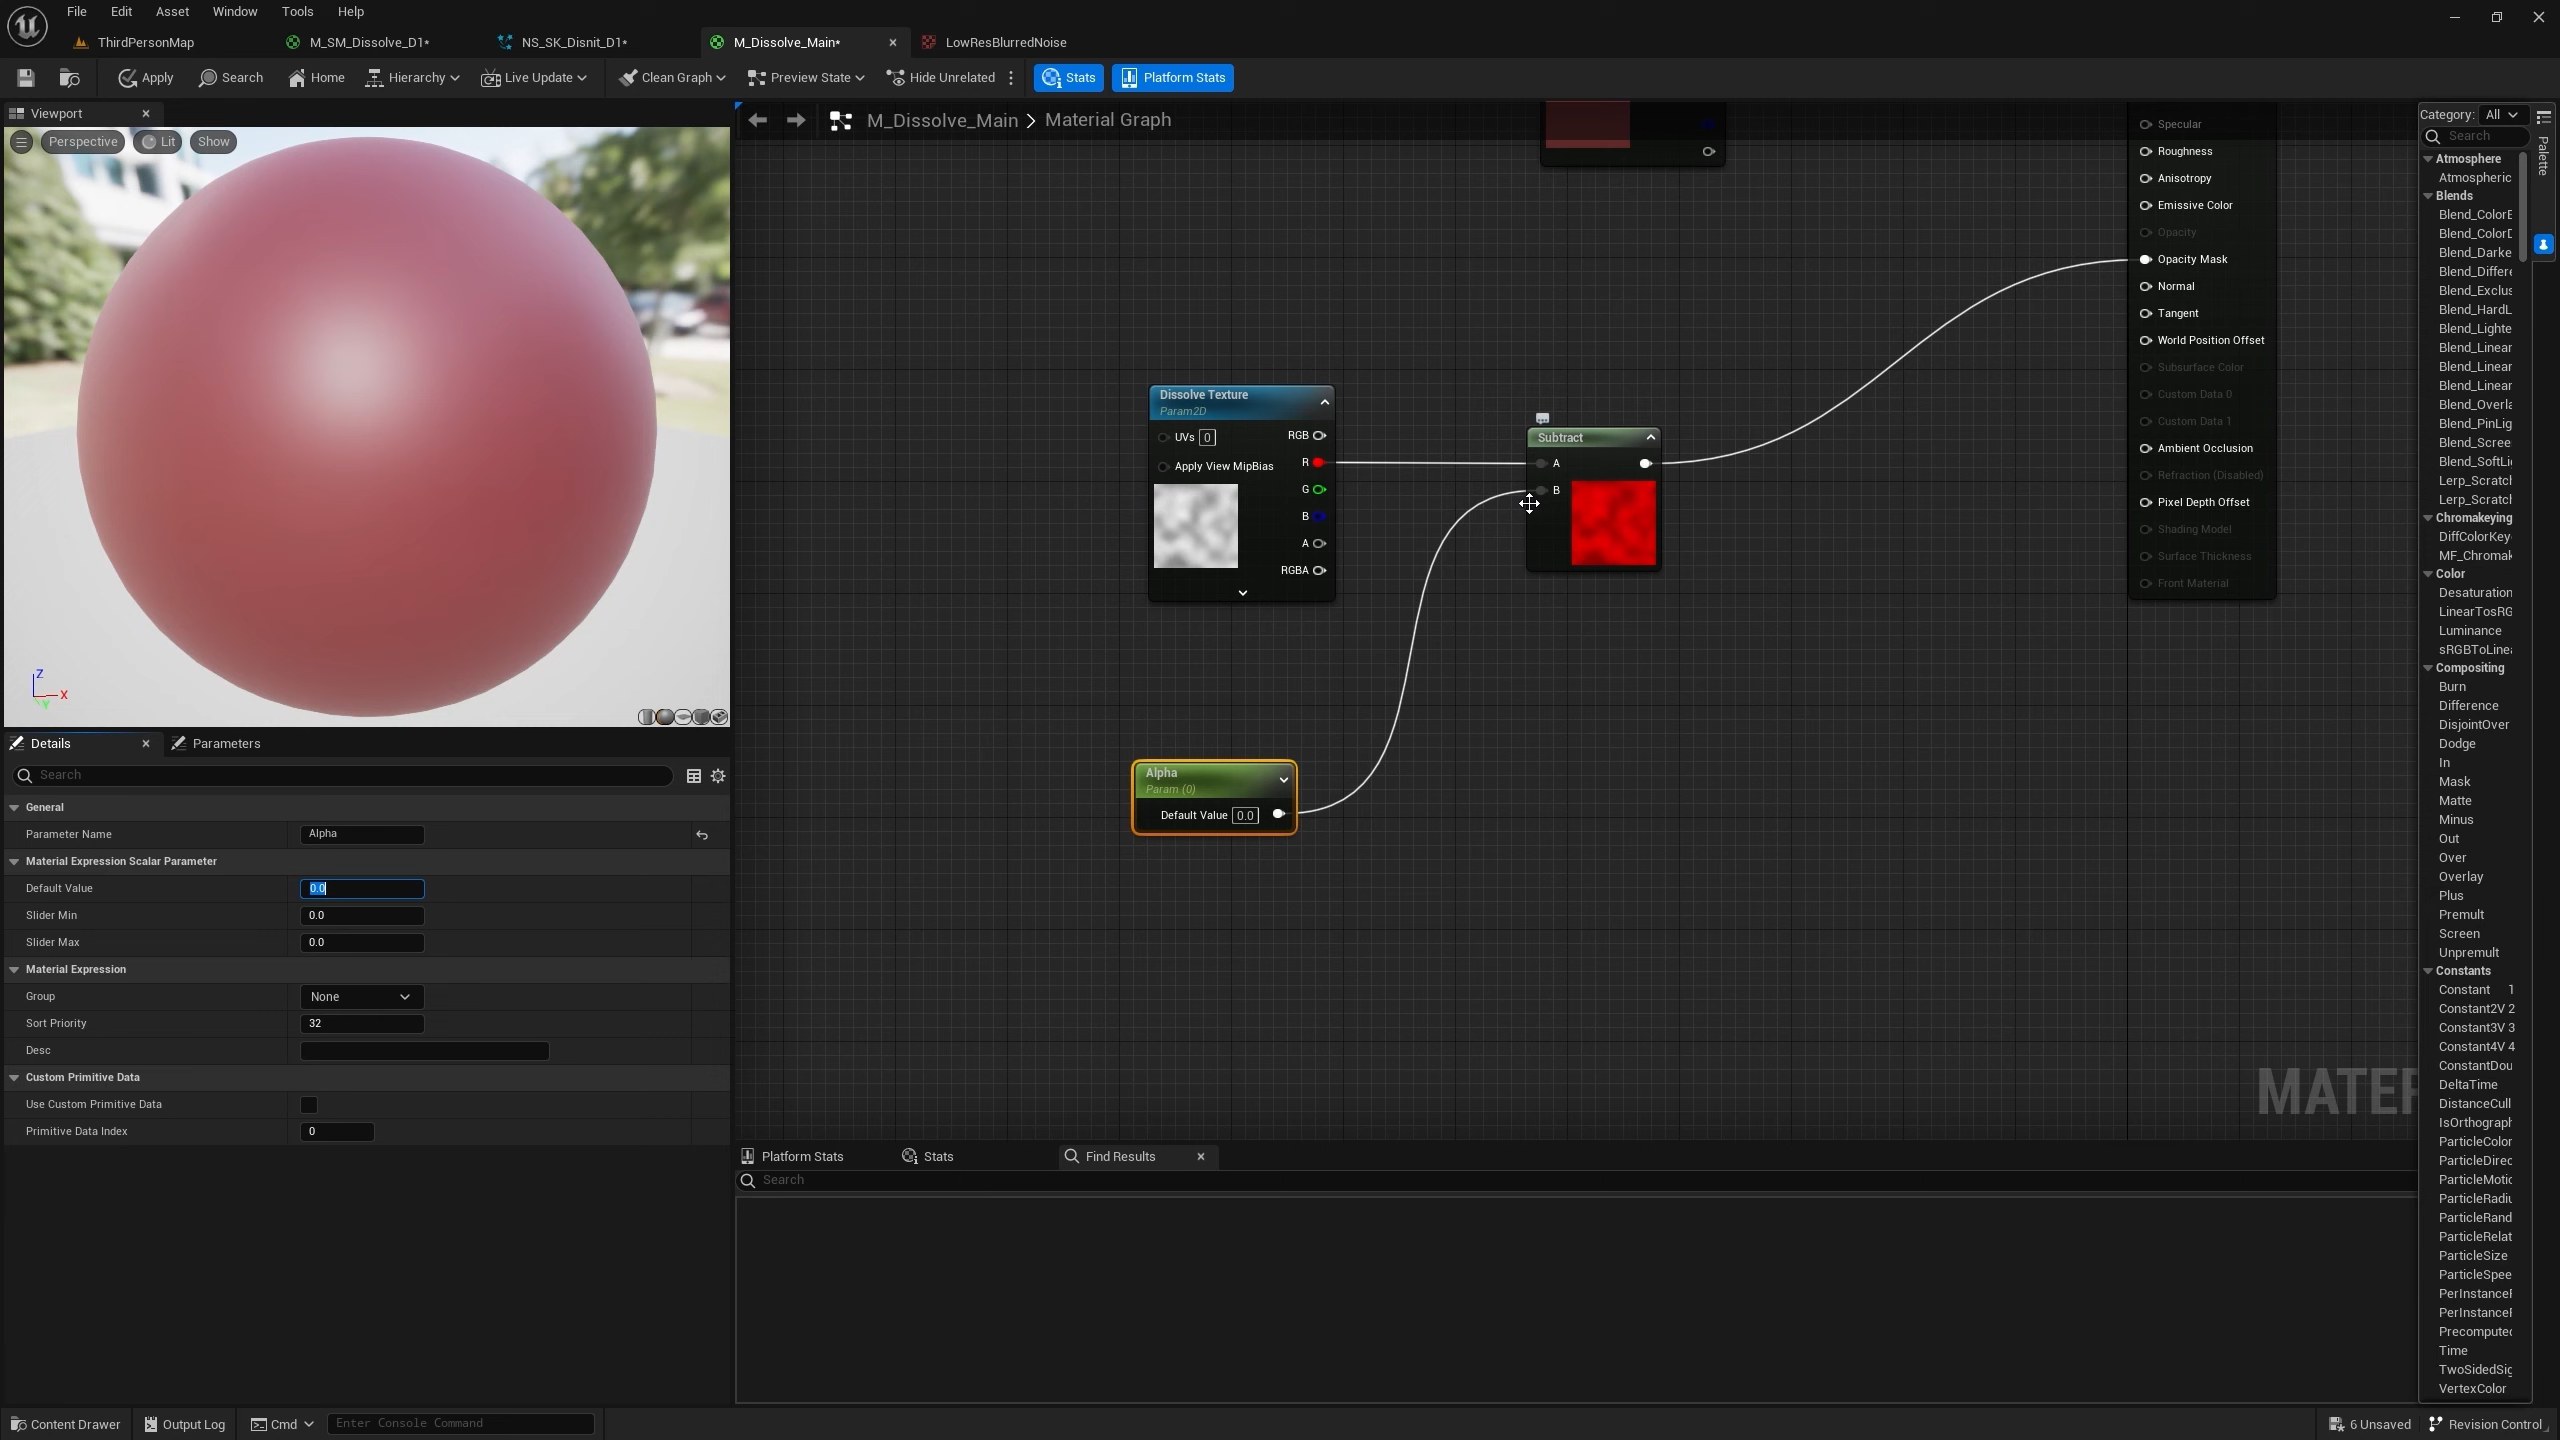 File Edit Asset Window Tools Help
ThirdPersonMap M_SM_Dissolve_D1* NS_SK_Disnit_D1* M_Dissolve_Main* LowResBlurredNoise
Apply Search Home Hierarchy Live Update Clean Graph Preview State Hide Unrelated Stats Platform Stats
Viewport
Perspective Lit Show
Z
X
Y
Details Parameters
Search
General
Parameter Name Alpha
Material Expression Scalar Parameter
Default Value 0.0
Slider Min 0.0
Slider Max 0.0
Material Expression
Group None
Sort Priority 32
Desc
Custom Primitive Data
Use Custom Primitive Data
Primitive Data Index 0
M_Dissolve_Main > Material Graph
Dissolve Texture
Param2D
UVs 0
Apply View MipBias
RGB
R
G
B
A
RGBA
Subtract
A
B
Alpha
Param (0)
Default Value 0.0
Specular
Roughness
Anisotropy
Emissive Color
Opacity
Opacity Mask
Normal
Tangent
World Position Offset
Subsurface Color
Custom Data 0
Custom Data 1
Ambient Occlusion
Refraction (Disabled)
Pixel Depth Offset
Shading Model
Surface Thickness
Front Material
MATER
Platform Stats Stats Find Results
Search
Category: All
Search
Palette
Atmosphere
Atmospheric
Blends
Blend_ColorB
Blend_ColorD
Blend_Darke
Blend_Differe
Blend_Exclus
Blend_HardL
Blend_Lighte
Blend_Linear
Blend_Linear
Blend_Linear
Blend_Overla
Blend_PinLig
Blend_Scree
Blend_SoftLi
Lerp_Scratch
Lerp_Scratch
Chromakeying
DiffColorKey
MF_Chromak
Color
Desaturation
LinearTosRG
Luminance
sRGBToLinea
Compositing
Burn
Difference
DisjointOver
Dodge
In
Mask
Matte
Minus
Out
Over
Overlay
Plus
Premult
Screen
Unpremult
Constants
Constant 1
Constant2V 2
Constant3V 3
Constant4V 4
ConstantDou
DeltaTime
DistanceCull
IsOrthograph
ParticleColor
ParticleDirec
ParticleMotio
ParticleRadiu
ParticleRand
ParticleRelat
ParticleSize
ParticleSpee
PerInstanceF
PerInstanceF
Precomputed
Time
TwoSidedSig
VertexColor
Content Drawer Output Log Cmd Enter Console Command 6 Unsaved Revision Control